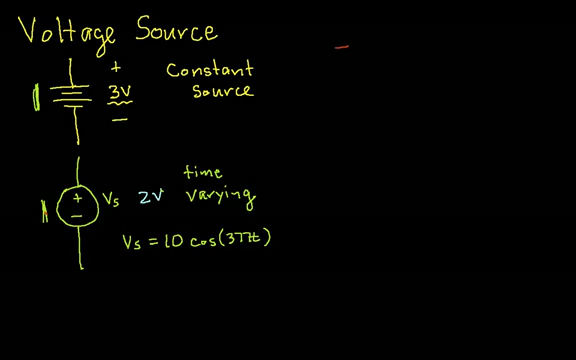 Voltage Source
+
3V
−
Constant
Source
+
−
Vs 2V
time
varying
Vs = 10 cos(377t)